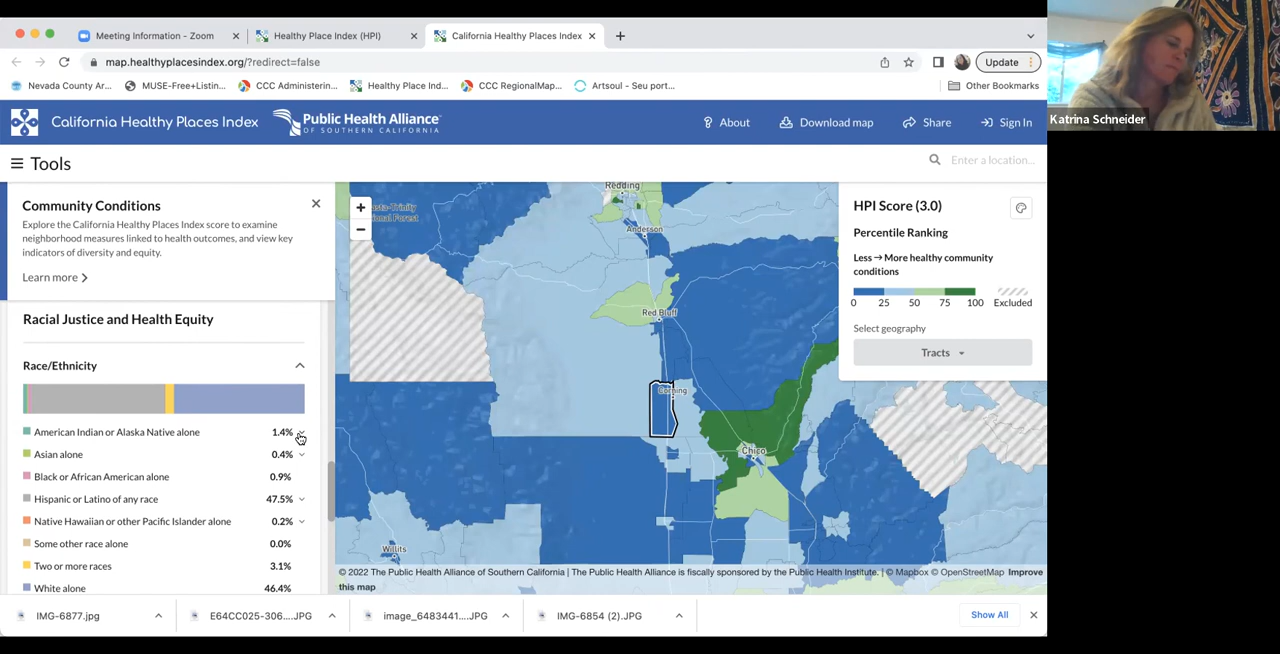 Meeting Information - Zoom
Healthy Place Index (HPI)
California Healthy Places Index
map.healthyplacesindex.org/?redirect=false
Update
Nevada County Ar...
MUSE-Free+Listin...
CCC Administerin...
Healthy Place Ind...
CCC RegionalMap...
Artsoul - Seu port...
Other Bookmarks
Katrina Schneider
California Healthy Places Index
Public Health Alliance
OF SOUTHERN CALIFORNIA
About
Download map
Share
Sign In
Tools
Enter a location...
Community Conditions
Explore the California Healthy Places Index score to examine
neighborhood measures linked to health outcomes, and view key
indicators of diversity and equity.
Learn more
Racial Justice and Health Equity
Race/Ethnicity
American Indian or Alaska Native alone 1.4%
Asian alone 0.4%
Black or African American alone 0.9%
Hispanic or Latino of any race 47.5%
Native Hawaiian or other Pacific Islander alone 0.2%
Some other race alone 0.0%
Two or more races 3.1%
White alone 46.4%
+
−
Redding
Anderson
Red Bluff
Corning
Chico
Willits
HPI Score (3.0)
Percentile Ranking
Less → More healthy community
conditions
0 25 50 75 100 Excluded
Select geography
Tracts
© 2022 The Public Health Alliance of Southern California | The Public Health Alliance is fiscally sponsored by the Public Health Institute. | © Mapbox © OpenStreetMap Improve
this map
IMG-6877.jpg
E64CC025-306....JPG
image_6483441....JPG
IMG-6854 (2).JPG
Show All